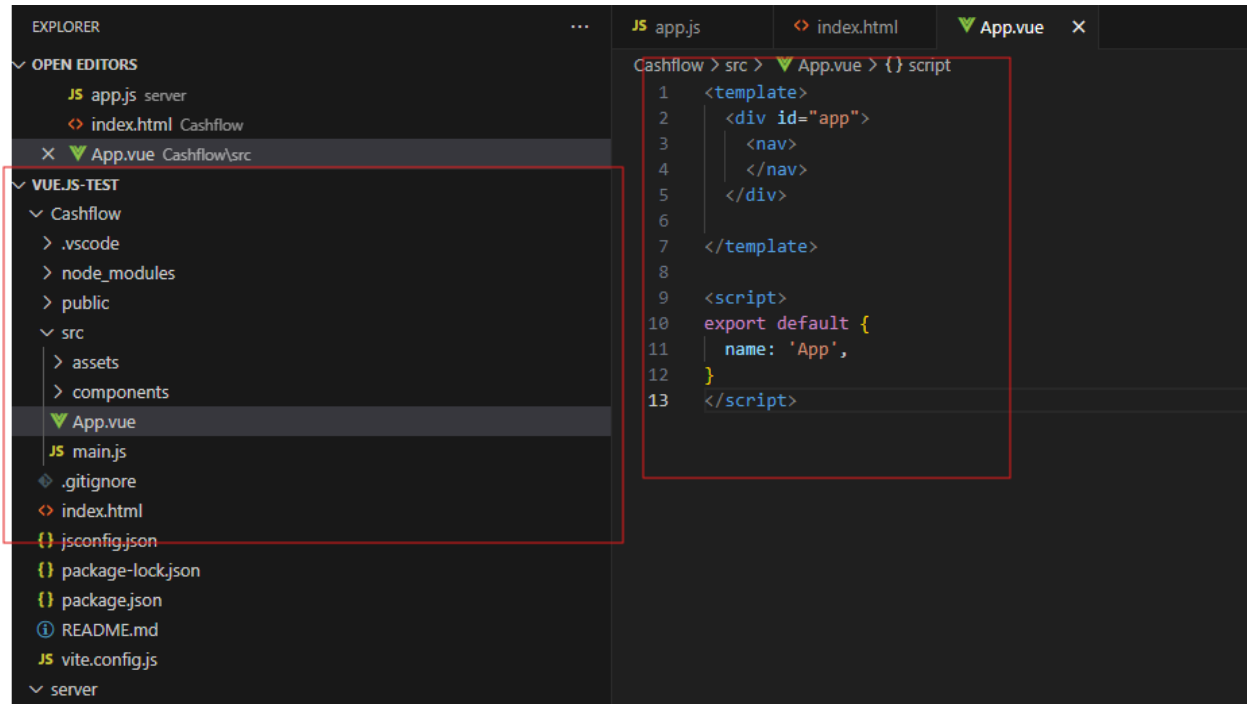 EXPLORER ...
OPEN EDITORS
JS app.js server
<> index.html Cashflow
App.vue Cashflow\src
VUE.JS-TEST
Cashflow
.vscode
node_modules
public
src
assets
components
App.vue
JS main.js
.gitignore
<> index.html
{} jsconfig.json
{} package-lock.json
{} package.json
README.md
JS vite.config.js
server
JS app.js <> index.html App.vue
Cashflow > src > App.vue > {} script
1 <template>
2 <div id="app">
3 <nav>
4 </nav>
5 </div>
6
7 </template>
8
9 <script>
10 export default {
11 name: 'App',
12 }
13 </script>